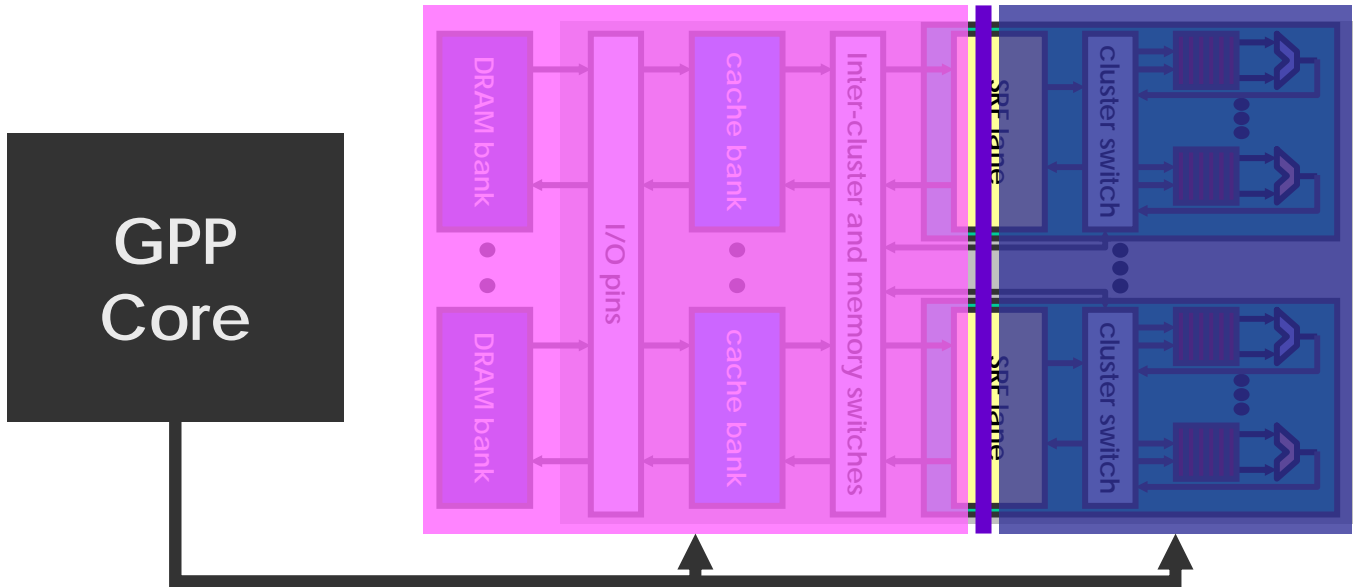 GPP
Core
DRAM bank
DRAM bank
I/O pins
cache bank
cache bank
Inter-cluster and memory switches
SRF lane
SRF lane
cluster switch
cluster switch